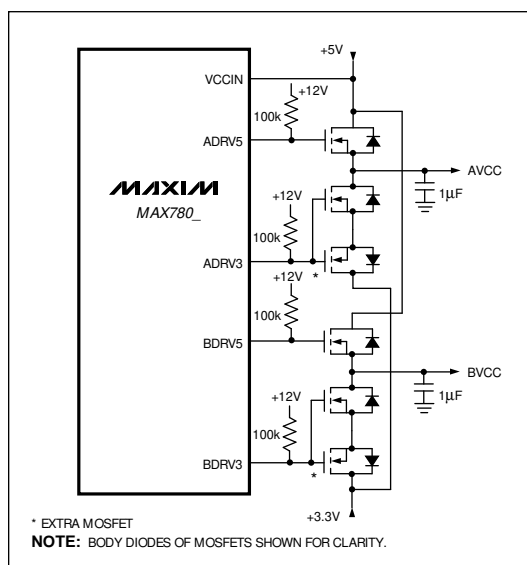 +5V
VCCIN
+12V
100k
ADRV5
AVCC
1µF
MAXIM
MAX780_
+12V
100k
ADRV3
*
+12V
100k
BDRV5
BVCC
1µF
+12V
100k
BDRV3
*
+3.3V
* EXTRA MOSFET
NOTE: BODY DIODES OF MOSFETS SHOWN FOR CLARITY.